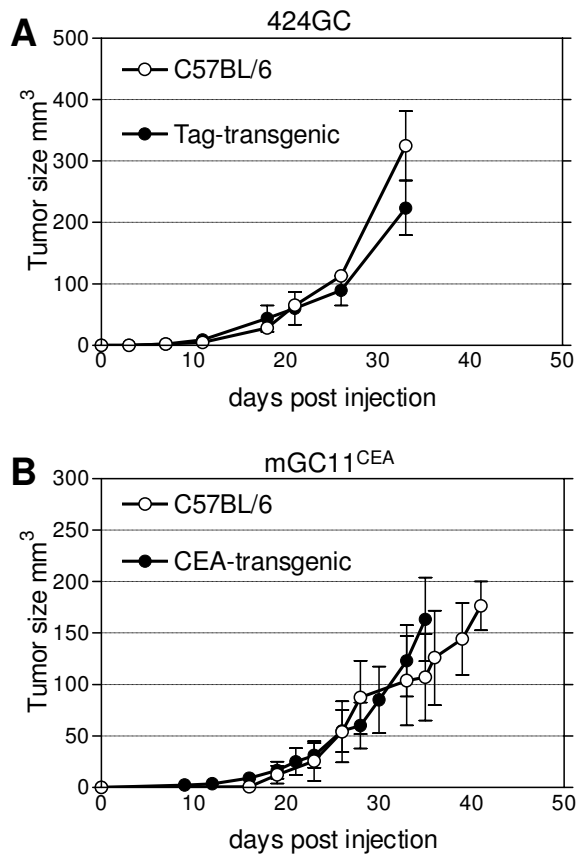 A
424GC
500
400
300
200
100
0
Tumor size mm³
C57BL/6
Tag-transgenic
0 10 20 30 40 50
days post injection
B
mGC11ᶜᴱᴬ
300
250
200
150
100
50
0
Tumor size mm³
C57BL/6
CEA-transgenic
0 10 20 30 40 50
days post injection